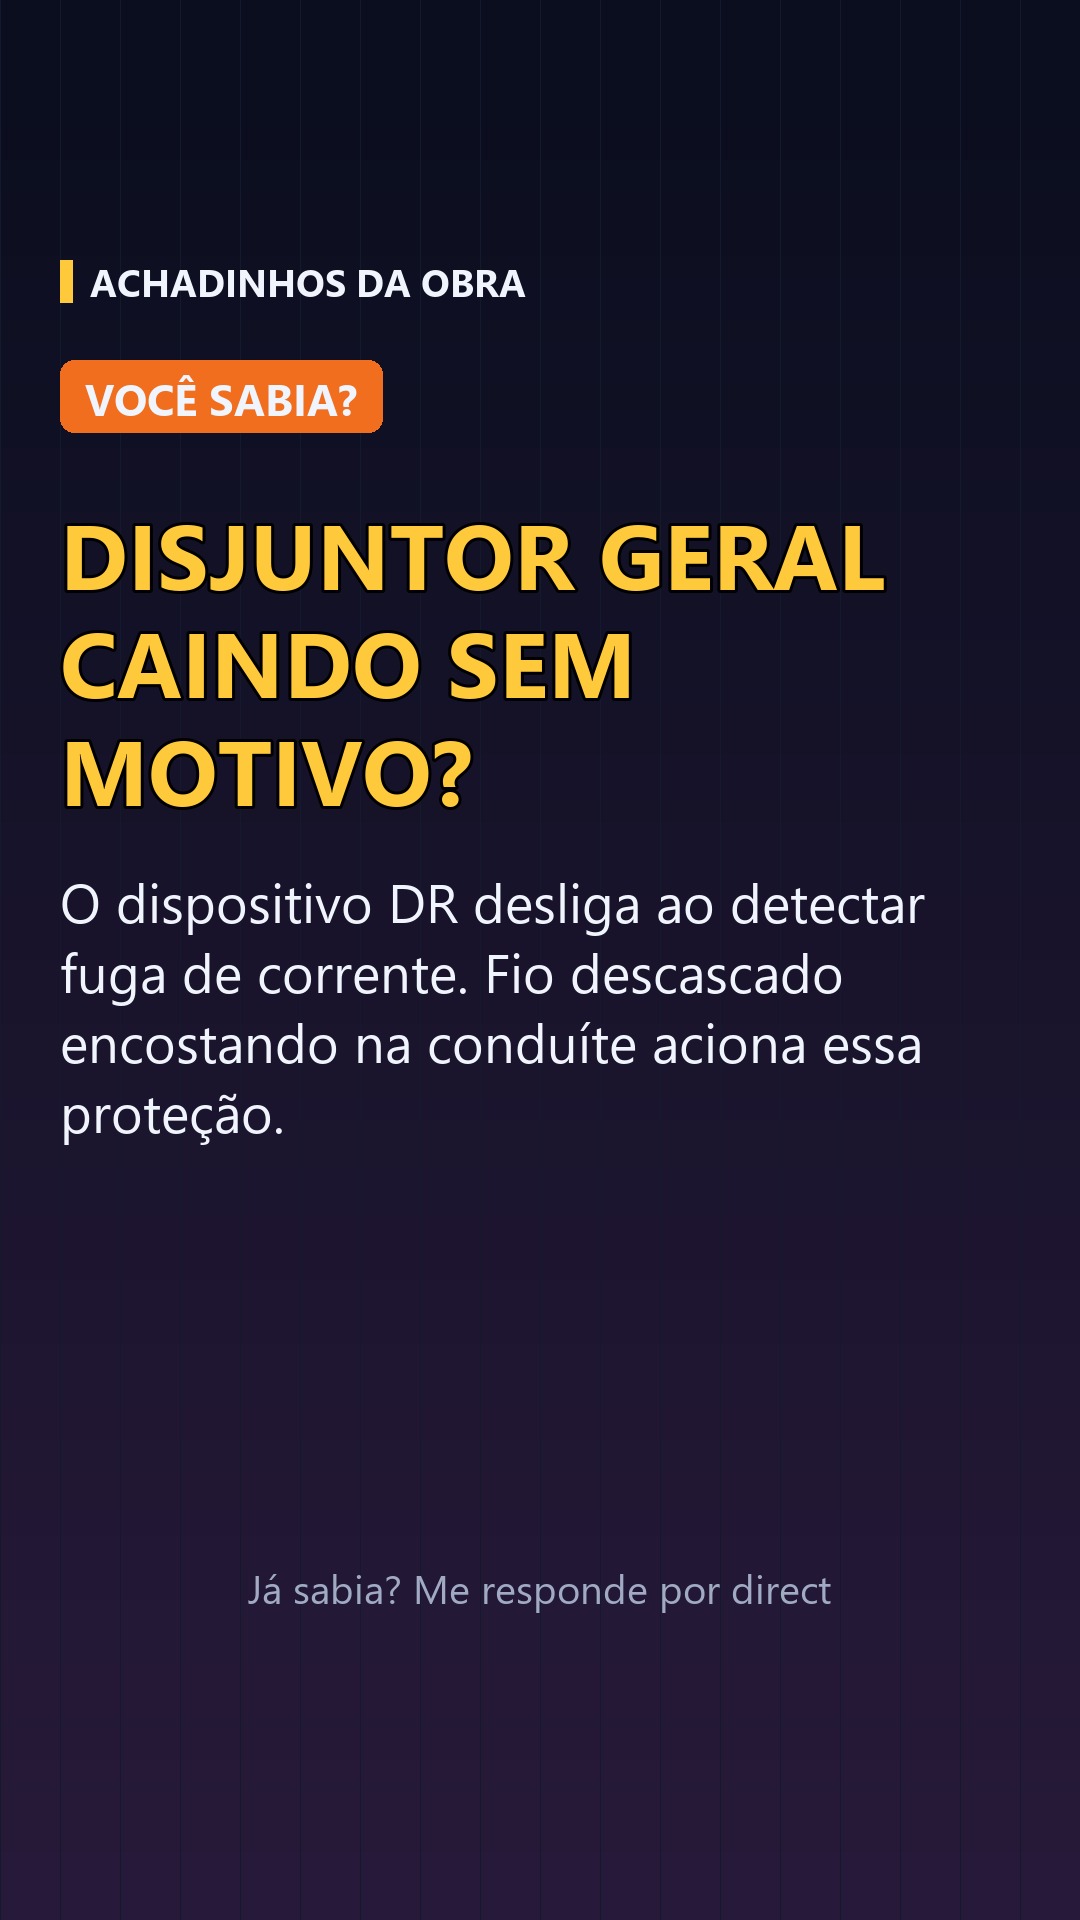 ACHADINHOS DA OBRA
VOCÊ SABIA?
DISJUNTOR GERAL
CAINDO SEM
MOTIVO?
O dispositivo DR desliga ao detectar
fuga de corrente. Fio descascado
encostando na conduíte aciona essa
proteção.
Já sabia? Me responde por direct